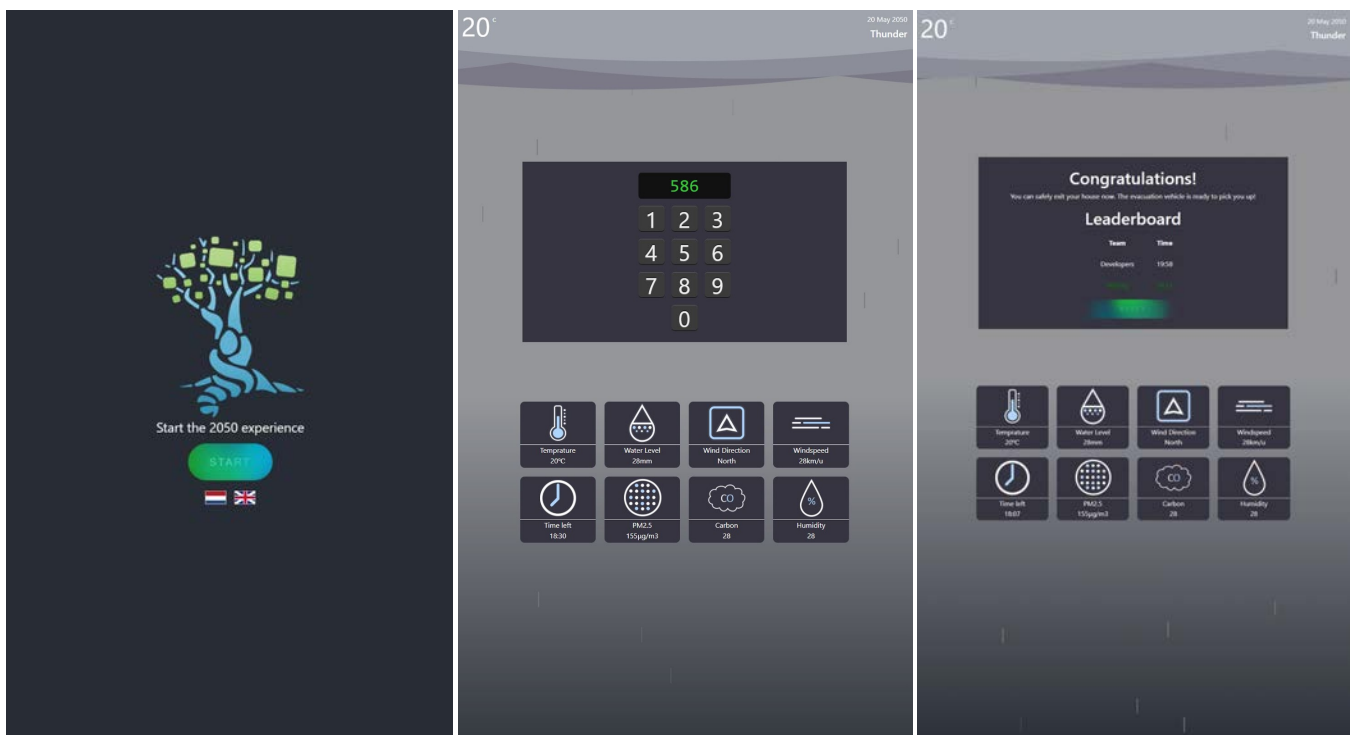 Start the 2050 experience
START
20°C
20 May 2050
Thunder
586
1 2 3
4 5 6
7 8 9
0
Temprature
20°C
Water Level
28mm
Wind Direction
North
Windspeed
28km/u
Time left
18:30
PM2.5
155µg/m3
CO
Carbon
28
%
Humidity
28
20°C
20 May 2050
Thunder
Congratulations!
You can safely exit your house now. The evacuation vehicle is ready to pick you up!
Leaderboard
Team Time
Developers 19:58
Temprature
20°C
Water Level
28mm
Wind Direction
North
Windspeed
28km/u
Time left
18:07
PM2.5
155µg/m3
CO
Carbon
28
%
Humidity
28